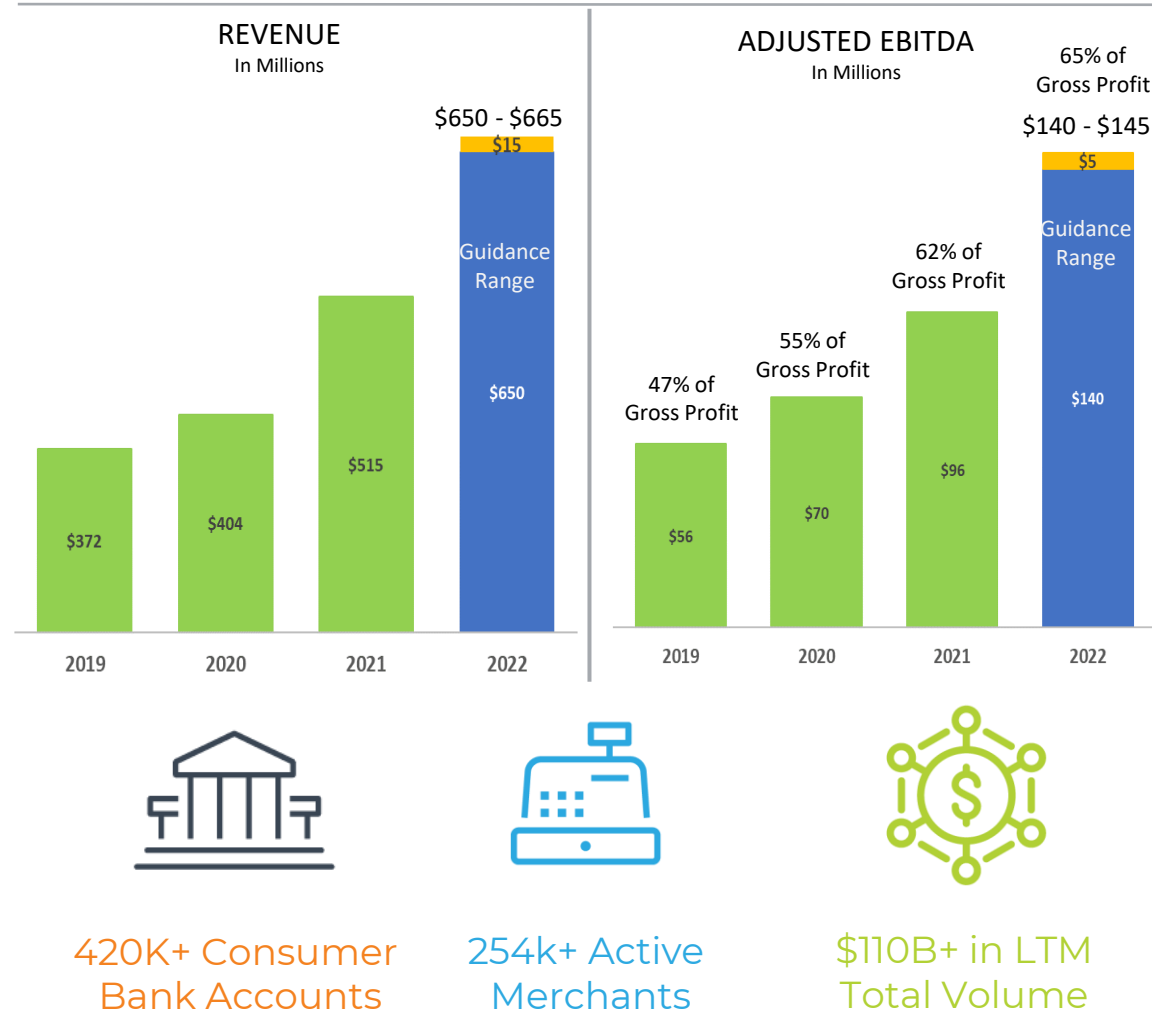 REVENUE
In Millions
$650 - $665
$15
Guidance
Range
$650
$515
$404
$372
2019
2020
2021
2022
ADJUSTED EBITDA
In Millions
65% of
Gross Profit
$140 - $145
$5
Guidance
Range
62% of
Gross Profit
55% of
Gross Profit
47% of
Gross Profit
$140
$96
$70
$56
2019
2020
2021
2022
$
420K+ Consumer
Bank Accounts
254k+ Active
Merchants
$110B+ in LTM
Total Volume